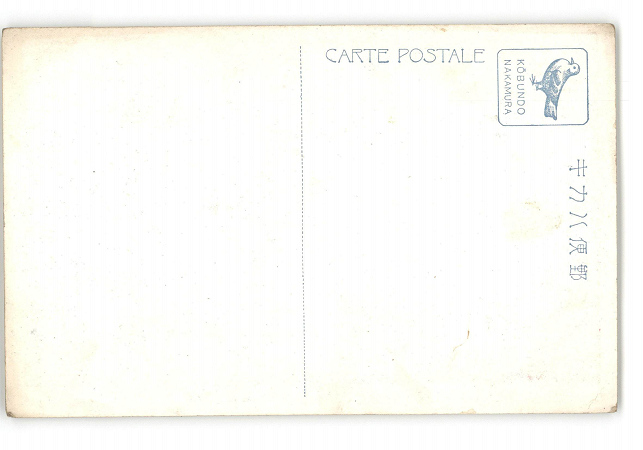 CARTE POSTALE
KŌBUNDO
NAKAMURA
郵便ハカキ